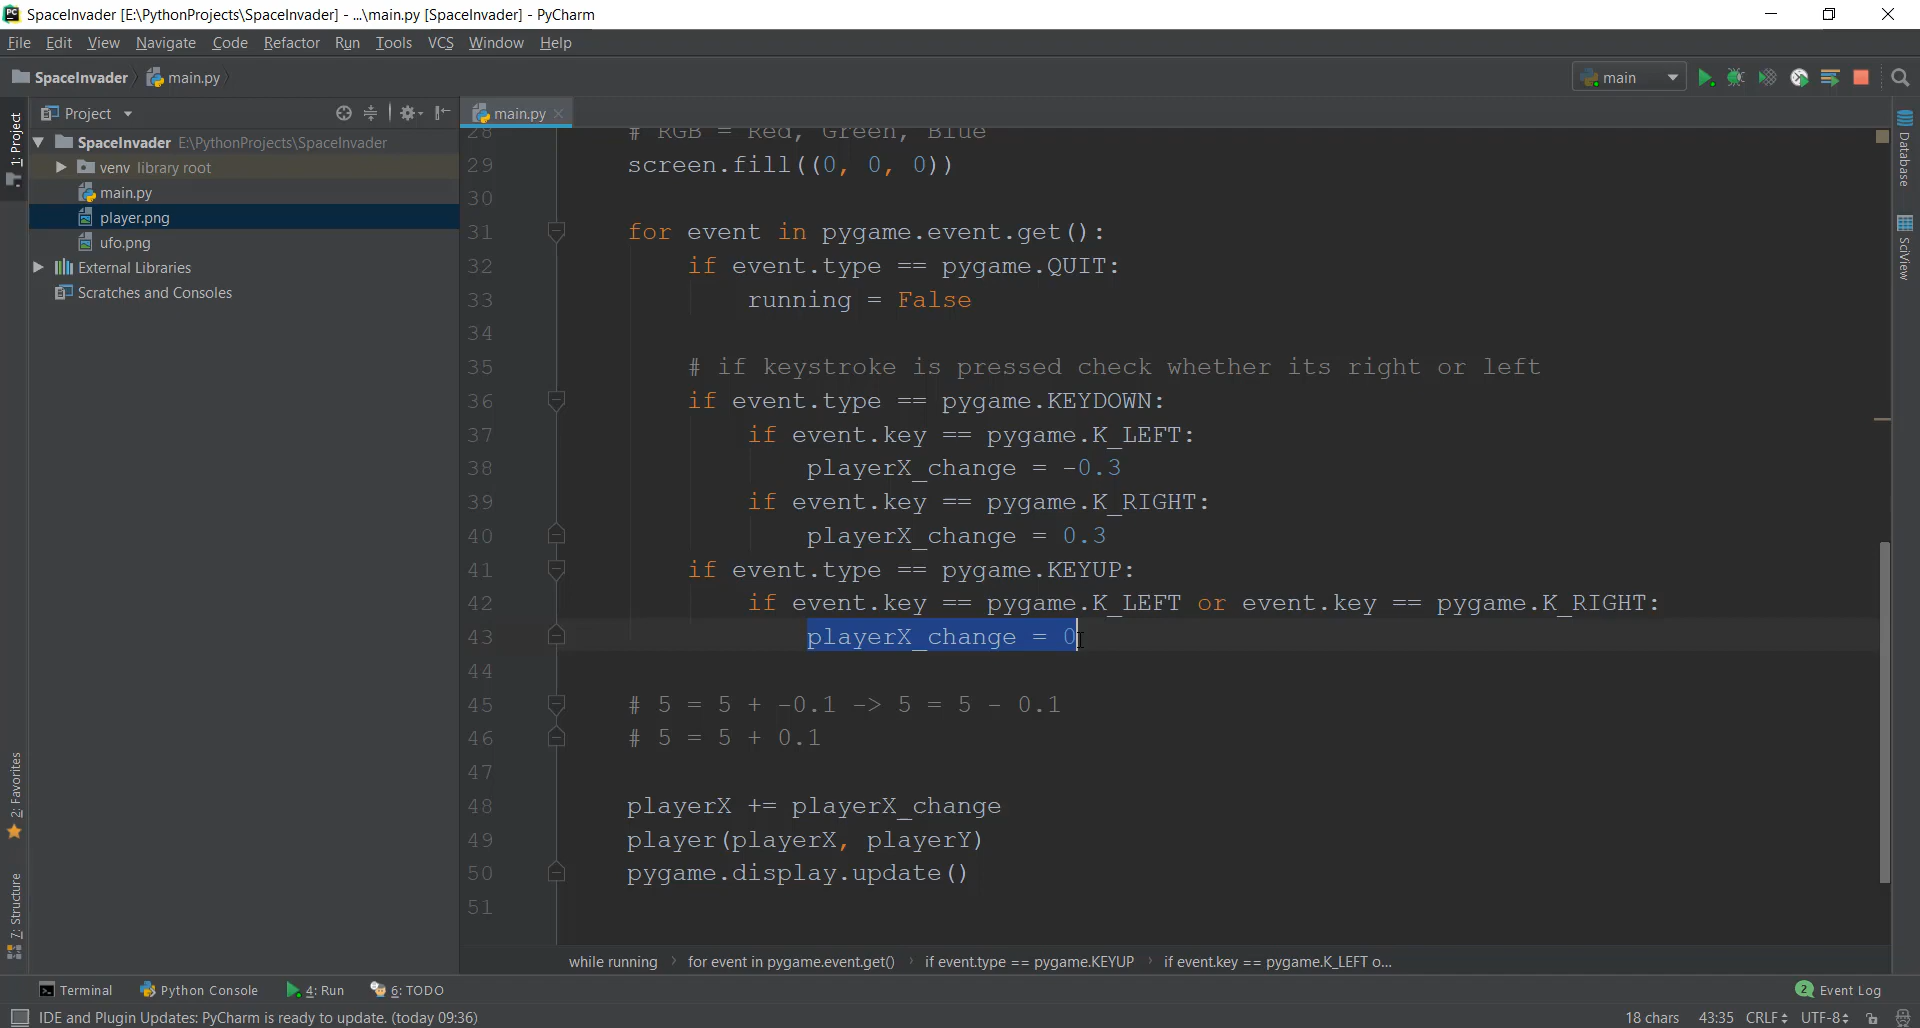 SpaceInvader [E:\PythonProjects\SpaceInvader] - ...\main.py [SpaceInvader] - PyCharm
File Edit View Navigate Code Refactor Run Tools VCS Window Help
SpaceInvader main.py main
Project main.py
SpaceInvader E:\PythonProjects\SpaceInvader
venv library root
main.py
player.png
ufo.png
External Libraries
Scratches and Consoles
1: Project
2: Favorites
7: Structure
28 # RGB = Red, Green, Blue
29 screen.fill((0, 0, 0))
30
31 for event in pygame.event.get():
32 if event.type == pygame.QUIT:
33 running = False
34
35 # if keystroke is pressed check whether its right or left
36 if event.type == pygame.KEYDOWN:
37 if event.key == pygame.K_LEFT:
38 playerX_change = -0.3
39 if event.key == pygame.K_RIGHT:
40 playerX_change = 0.3
41 if event.type == pygame.KEYUP:
42 if event.key == pygame.K_LEFT or event.key == pygame.K_RIGHT:
43 playerX_change = 0
44
45 # 5 = 5 + -0.1 -> 5 = 5 - 0.1
46 # 5 = 5 + 0.1
47
48 playerX += playerX_change
49 player(playerX, playerY)
50 pygame.display.update()
51
Database
SciView
while running > for event in pygame.event.get() > if event.type == pygame.KEYUP > if event.key == pygame.K_LEFT o...
Terminal Python Console 4: Run 6: TODO 2 Event Log
IDE and Plugin Updates: PyCharm is ready to update. (today 09:36) 18 chars 43:35 CRLF UTF-8